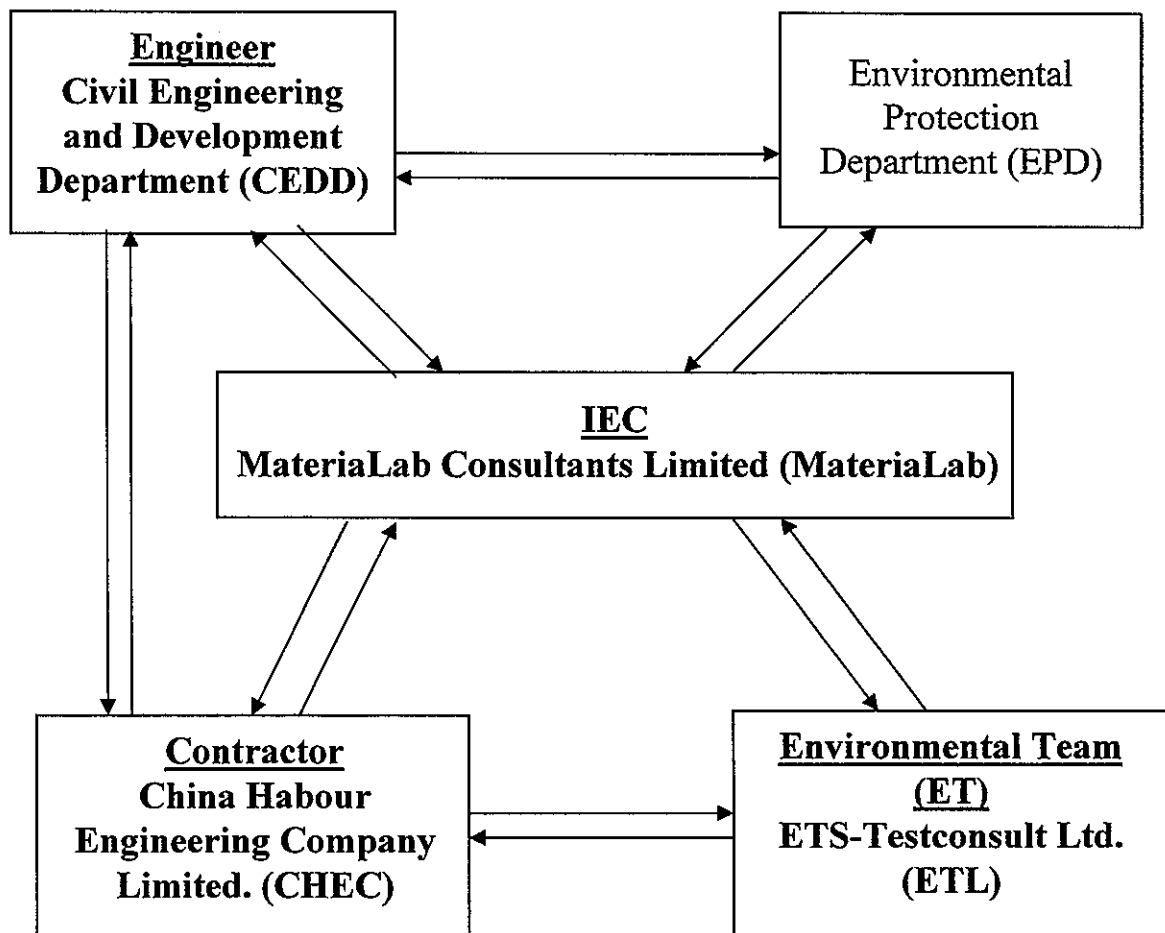 Engineer
Civil Engineering
and Development
Department (CEDD)
Environmental
Protection
Department (EPD)
IEC
MateriaLab Consultants Limited (MateriaLab)
Contractor
China Habour
Engineering Company
Limited. (CHEC)
Environmental Team
(ET)
ETS-Testconsult Ltd.
(ETL)